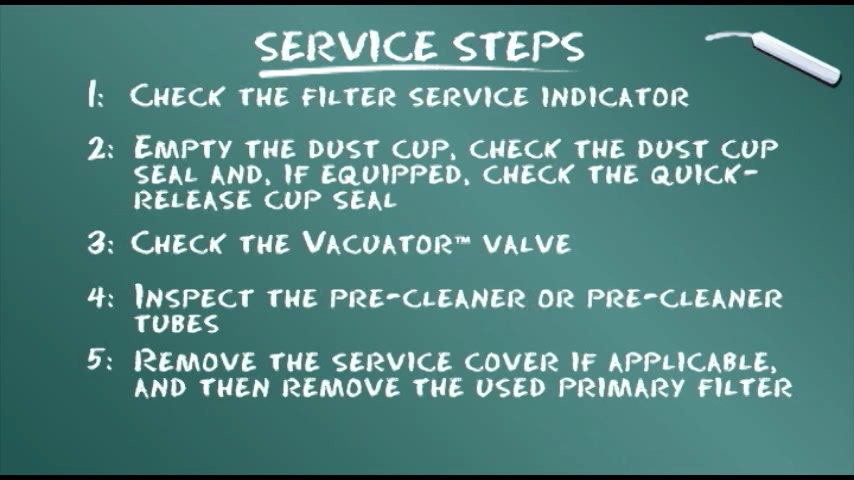 SERVICE STEPS
1: CHECK THE FILTER SERVICE INDICATOR
2: EMPTY THE DUST CUP, CHECK THE DUST CUP
SEAL AND, IF EQUIPPED, CHECK THE QUICK-
RELEASE CUP SEAL
3: CHECK THE VACUATOR™ VALVE
4: INSPECT THE PRE-CLEANER OR PRE-CLEANER
TUBES
5: REMOVE THE SERVICE COVER IF APPLICABLE,
AND THEN REMOVE THE USED PRIMARY FILTER